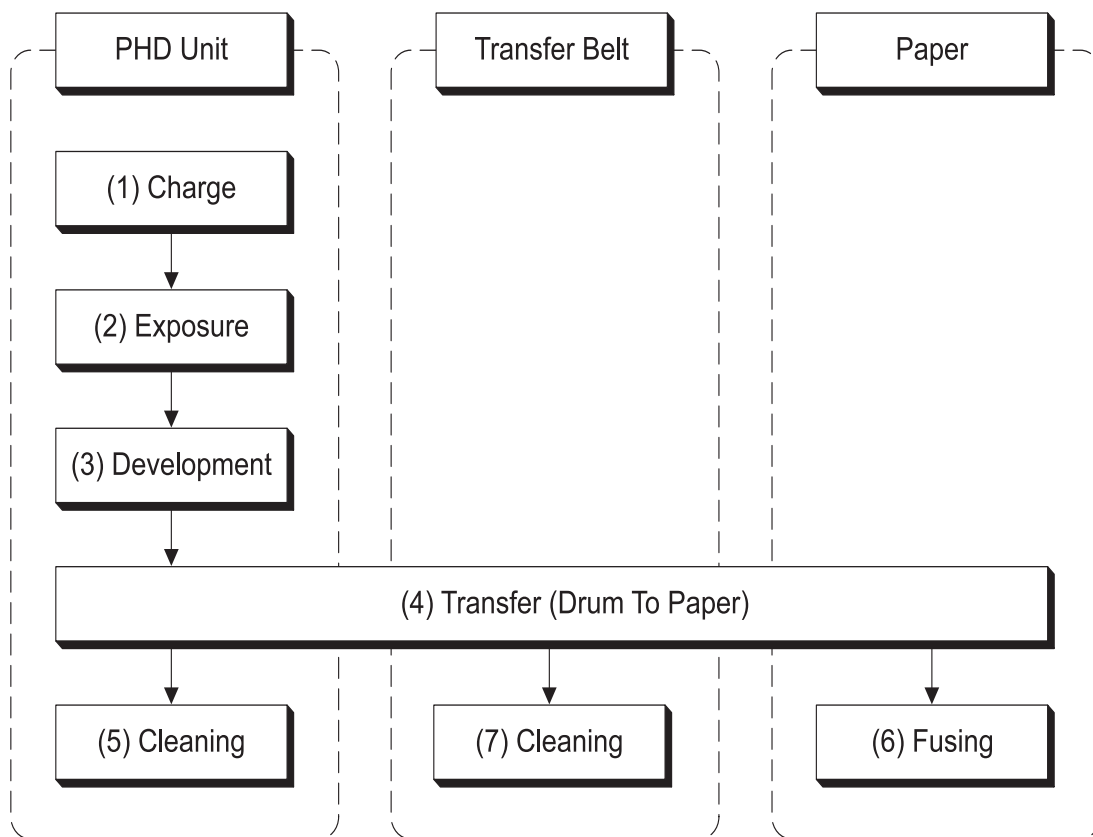 PHD Unit
Transfer Belt
Paper
(1) Charge
(2) Exposure
(3) Development
(4) Transfer (Drum To Paper)
(5) Cleaning
(7) Cleaning
(6) Fusing